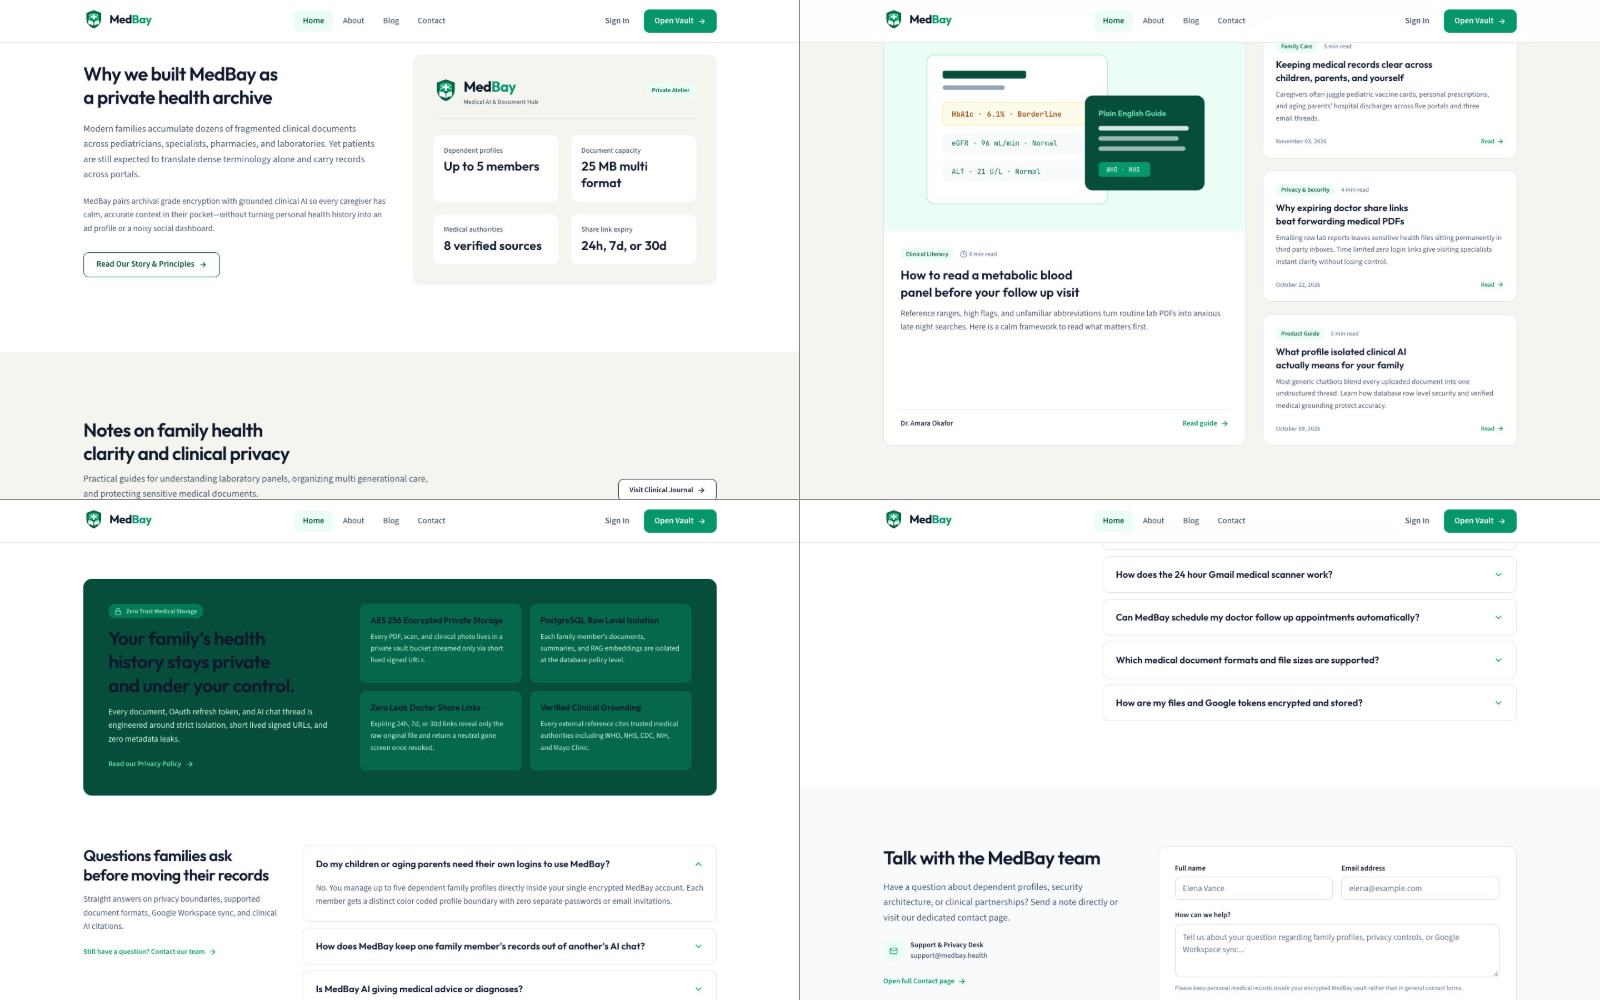 MedBay
Home
About
Blog
Contact
Sign In
Open Vault
Why we built MedBay as
a private health archive
Modern families accumulate dozens of fragmented clinical documents
across pediatricians, specialists, pharmacies, and laboratories. Yet patients
are still expected to translate dense terminology alone and carry records
across portals.
MedBay pairs archival grade encryption with grounded clinical AI so every caregiver has
calm, accurate context in their pocket—without turning personal health history into an
ad profile or a noisy social dashboard.
Read Our Story & Principles
MedBay
Medical AI & Document Hub
Private Atelier
Dependent profiles
Up to 5 members
Document capacity
25 MB multi
format
Medical authorities
8 verified sources
Share link expiry
24h, 7d, or 30d
Notes on family health
clarity and clinical privacy
Practical guides for understanding laboratory panels, organizing multi generational care,
and protecting sensitive medical documents.
Visit Clinical Journal
MedBay
Home
About
Blog
Contact
Sign In
Open Vault
HbA1c · 6.1% · Borderline
eGFR · 96 mL/min · Normal
ALT · 21 U/L · Normal
Plain English Guide
WHO · NHS
Clinical Literacy
6 min read
How to read a metabolic blood
panel before your follow up visit
Reference ranges, high flags, and unfamiliar abbreviations turn routine lab PDFs into anxious
late night searches. Here is a calm framework to read what matters first.
Dr. Amara Okafor
Read guide
Family Care
5 min read
Keeping medical records clear across
children, parents, and yourself
Caregivers often juggle pediatric vaccine cards, personal prescriptions,
and aging parents' hospital discharges across five portals and three
email threads.
November 03, 2026
Read
Privacy & Security
4 min read
Why expiring doctor share links
beat forwarding medical PDFs
Emailing raw lab reports leaves sensitive health files sitting permanently in
third party inboxes. Time limited zero login links give visiting specialists
instant clarity without losing control.
October 22, 2026
Read
Product Guide
5 min read
What profile isolated clinical AI
actually means for your family
Most generic chatbots blend every uploaded document into one
unstructured thread. Learn how database row level security and verified
medical grounding protect accuracy.
October 09, 2026
Read
MedBay
Home
About
Blog
Contact
Sign In
Open Vault
Zero Trust Medical Storage
Your family's health
history stays private
and under your control.
Every document, OAuth refresh token, and AI chat thread is
engineered around strict isolation, short lived signed URLs, and
zero metadata leaks.
Read our Privacy Policy
AES 256 Encrypted Private Storage
Every PDF, scan, and clinical photo lives in a
private vault bucket streamed only via short
lived signed URLs.
PostgreSQL Row Level Isolation
Each family member's documents,
summaries, and RAG embeddings are isolated
at the database policy level.
Zero Leak Doctor Share Links
Expiring 24h, 7d, or 30d links reveal only the
raw original file and return a neutral gone
screen once revoked.
Verified Clinical Grounding
Every external reference cites trusted medical
authorities including WHO, NHS, CDC, NIH,
and Mayo Clinic.
Questions families ask
before moving their records
Straight answers on privacy boundaries, supported
document formats, Google Workspace sync, and clinical
AI citations.
Still have a question? Contact our team
Do my children or aging parents need their own logins to use MedBay?
No. You manage up to five dependent family profiles directly inside your single encrypted MedBay account. Each
member gets a distinct color coded profile boundary with zero separate passwords or email invitations.
How does MedBay keep one family member's records out of another's AI chat?
Is MedBay AI giving medical advice or diagnoses?
MedBay
Home
About
Blog
Contact
Sign In
Open Vault
How does the 24 hour Gmail medical scanner work?
Can MedBay schedule my doctor follow up appointments automatically?
Which medical document formats and file sizes are supported?
How are my files and Google tokens encrypted and stored?
Talk with the MedBay team
Have a question about dependent profiles, security
architecture, or clinical partnerships? Send a note directly or
visit our dedicated contact page.
Support & Privacy Desk
support@medbay.health
Open full Contact page
Full name
Elena Vance
Email address
elena@example.com
How can we help?
Tell us about your question regarding family profiles, privacy controls, or Google
Workspace sync...
Please keep personal medical records inside your encrypted MedBay vault rather than in general contact forms.